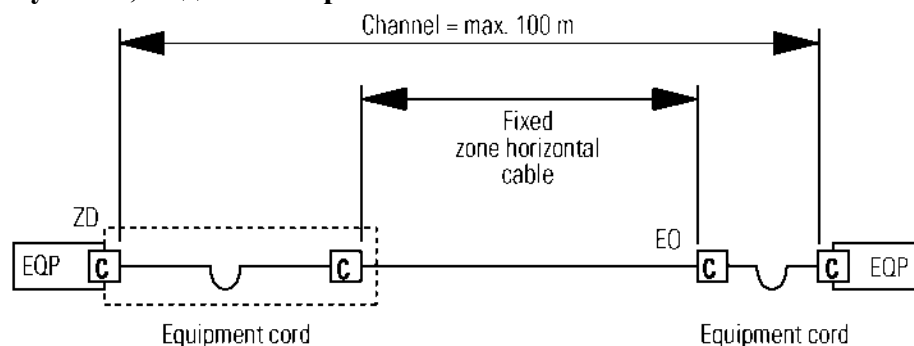 Channel = max. 100 m
Fixed
zone horizontal
cable
ZD
EO
EQP
C
C
C
C
EQP
Equipment cord
Equipment cord